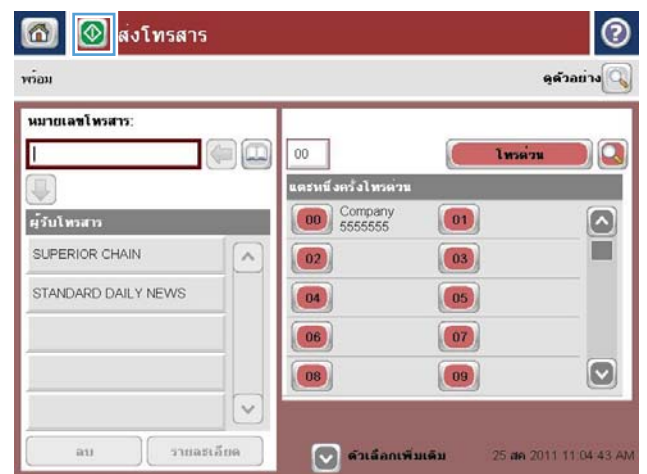 ส่งโทรสาร
พร้อม
ดูตัวอย่าง
หมายเลขโทรสาร:
00
โทรด่วน
แตะหนึ่งครั้งโทรด่วน
ผู้รับโทรสาร
00 Company 01
5555555
SUPERIOR CHAIN
02 03
STANDARD DAILY NEWS
04 05
06 07
08 09
ลบ
รายละเอียด
ตัวเลือกเพิ่มเติม
25 สค 2011 11:04:43 AM